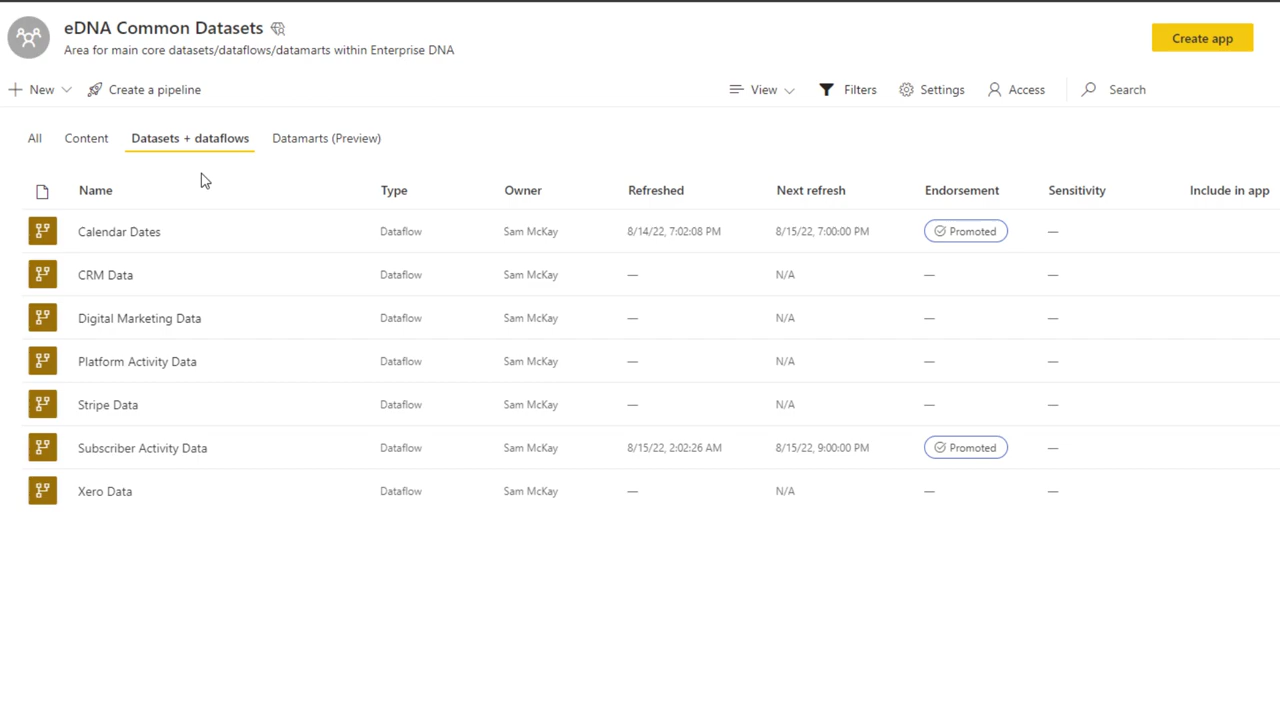 eDNA Common Datasets
Area for main core datasets/dataflows/datamarts within Enterprise DNA
Create app
New Create a pipeline View Filters Settings Access Search
All Content Datasets + dataflows Datamarts (Preview)
Name Type Owner Refreshed Next refresh Endorsement Sensitivity Include in app
Calendar Dates Dataflow Sam McKay 8/14/22, 7:02:08 PM 8/15/22, 7:00:00 PM Promoted —
CRM Data Dataflow Sam McKay — N/A — —
Digital Marketing Data Dataflow Sam McKay — N/A — —
Platform Activity Data Dataflow Sam McKay — N/A — —
Stripe Data Dataflow Sam McKay — N/A — —
Subscriber Activity Data Dataflow Sam McKay 8/15/22, 2:02:26 AM 8/15/22, 9:00:00 PM Promoted —
Xero Data Dataflow Sam McKay — N/A — —